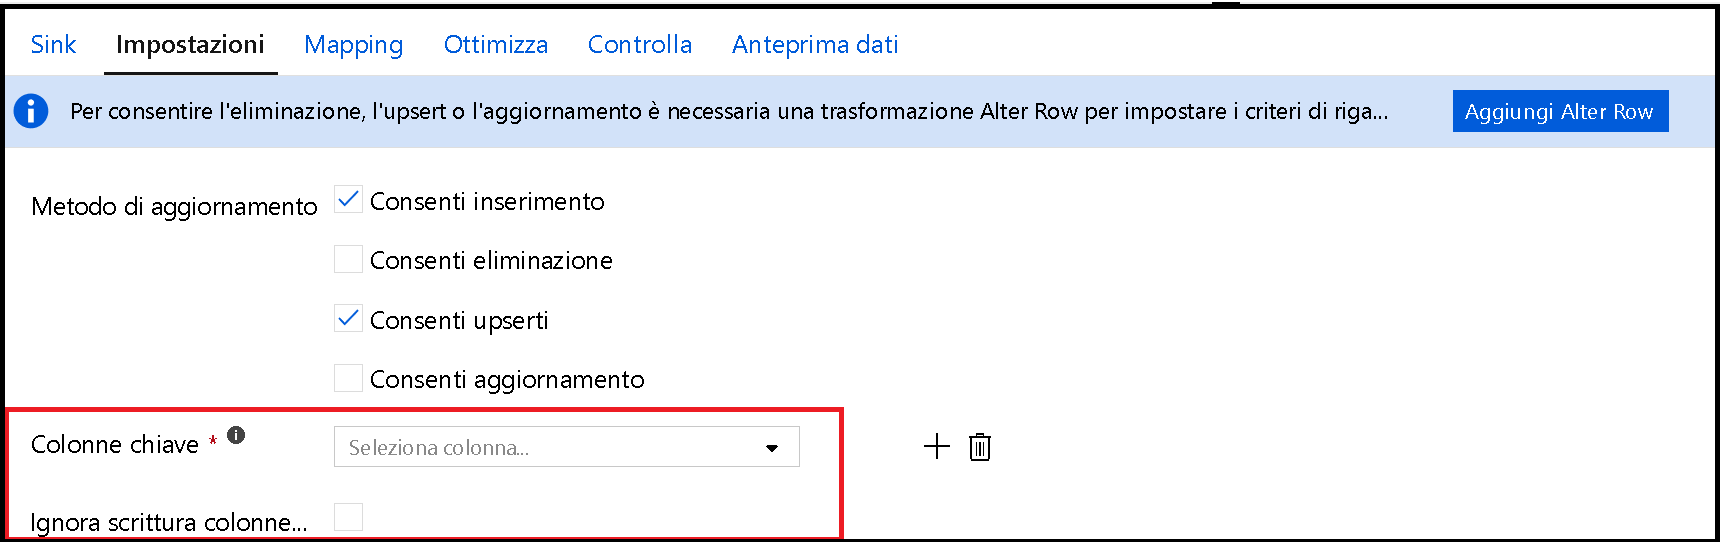 Sink Impostazioni Mapping Ottimizza Controlla Anteprima dati
Per consentire l'eliminazione, l'upsert o l'aggiornamento è necessaria una trasformazione Alter Row per impostare i criteri di riga... Aggiungi Alter Row
Metodo di aggiornamento Consenti inserimento
Consenti eliminazione
Consenti upserti
Consenti aggiornamento
Colonne chiave * Seleziona colonna...
Ignora scrittura colonne...